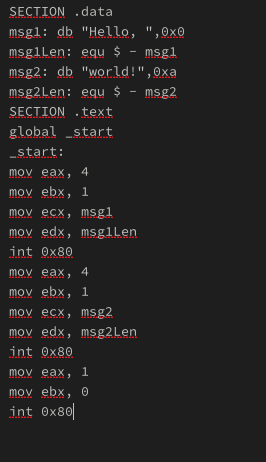 SECTION .data
msg1: db "Hello, ",0x0
msg1Len: equ $ - msg1
msg2: db "world!",0xa
msg2Len: equ $ - msg2
SECTION .text
global _start
_start:
mov eax, 4
mov ebx, 1
mov ecx, msg1
mov edx, msg1Len
int 0x80
mov eax, 4
mov ebx, 1
mov ecx, msg2
mov edx, msg2Len
int 0x80
mov eax, 1
mov ebx, 0
int 0x80